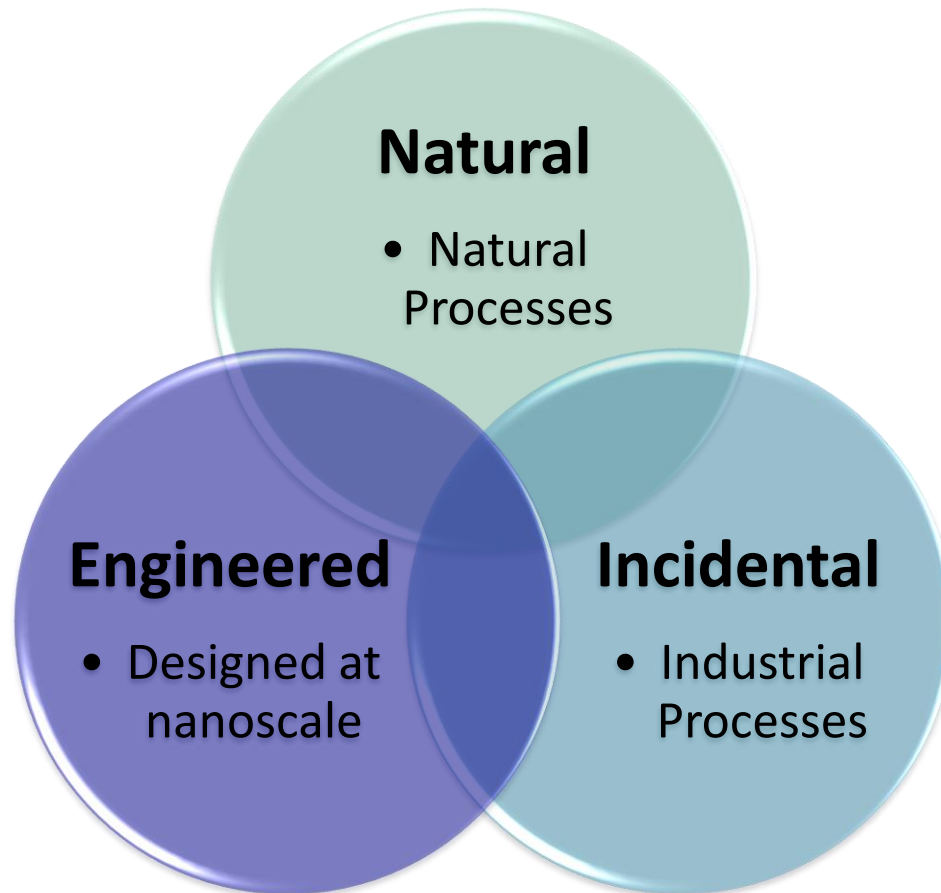 Natural
• Natural
Processes
Engineered
• Designed at
nanoscale
Incidental
• Industrial
Processes